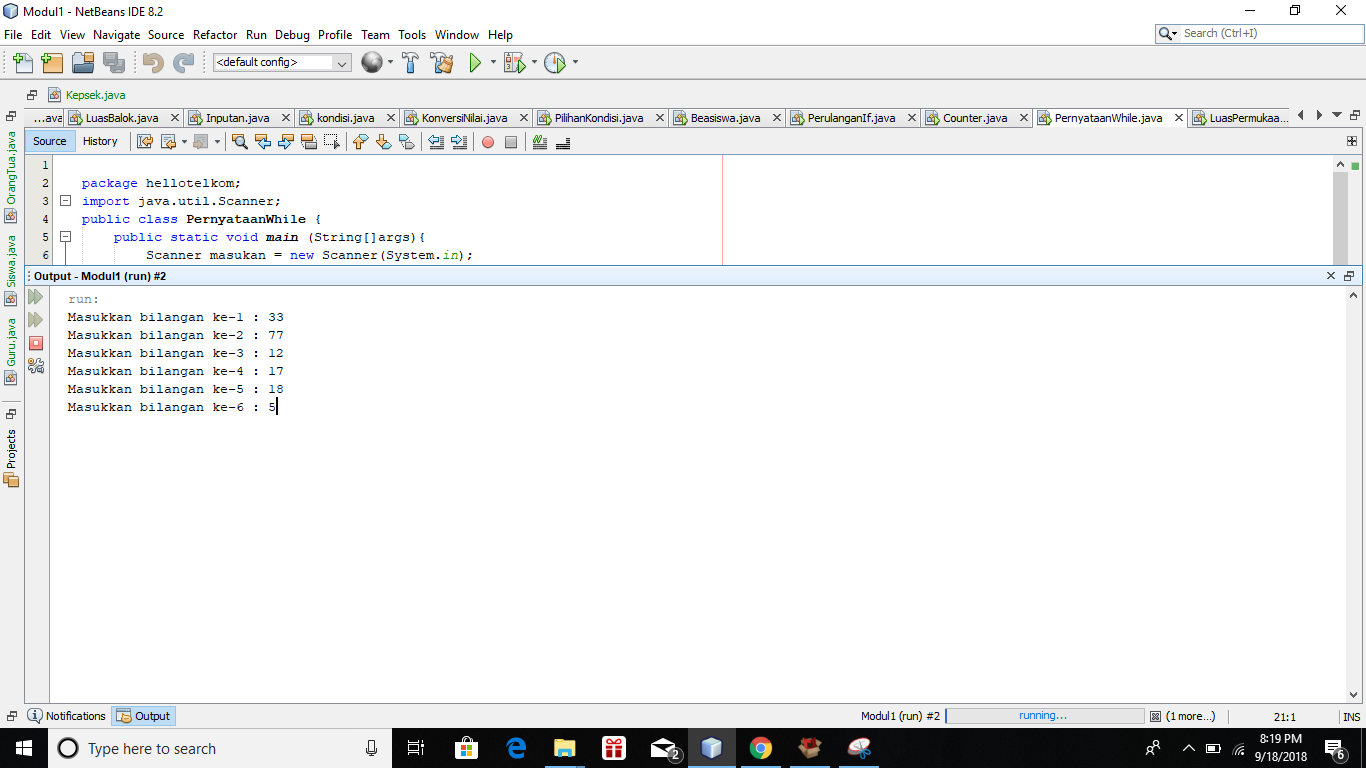 Modul1 - NetBeans IDE 8.2
File Edit View Navigate Source Refactor Run Debug Profile Team Tools Window Help
Search (Ctrl+I)
<default config>
Kepsek.java
...ava LuasBalok.java Inputan.java kondisi.java KonversiNilai.java PilihanKondisi.java Beasiswa.java PerulanganIf.java Counter.java PernyataanWhile.java LuasPermukaa...
Source History
OrangTua.java
Siswa.java
Guru.java
Projects
1
2 package hellotelkom;
3 import java.util.Scanner;
4 public class PernyataanWhile {
5 public static void main (String[]args){
6 Scanner masukan = new Scanner(System.in);
Output - Modul1 (run) #2
run:
Masukkan bilangan ke-1 : 33
Masukkan bilangan ke-2 : 77
Masukkan bilangan ke-3 : 12
Masukkan bilangan ke-4 : 17
Masukkan bilangan ke-5 : 18
Masukkan bilangan ke-6 : 5
Notifications Output
Modul1 (run) #2 running... (1 more...) 21:1 INS
Type here to search
2
8:19 PM
9/18/2018
6